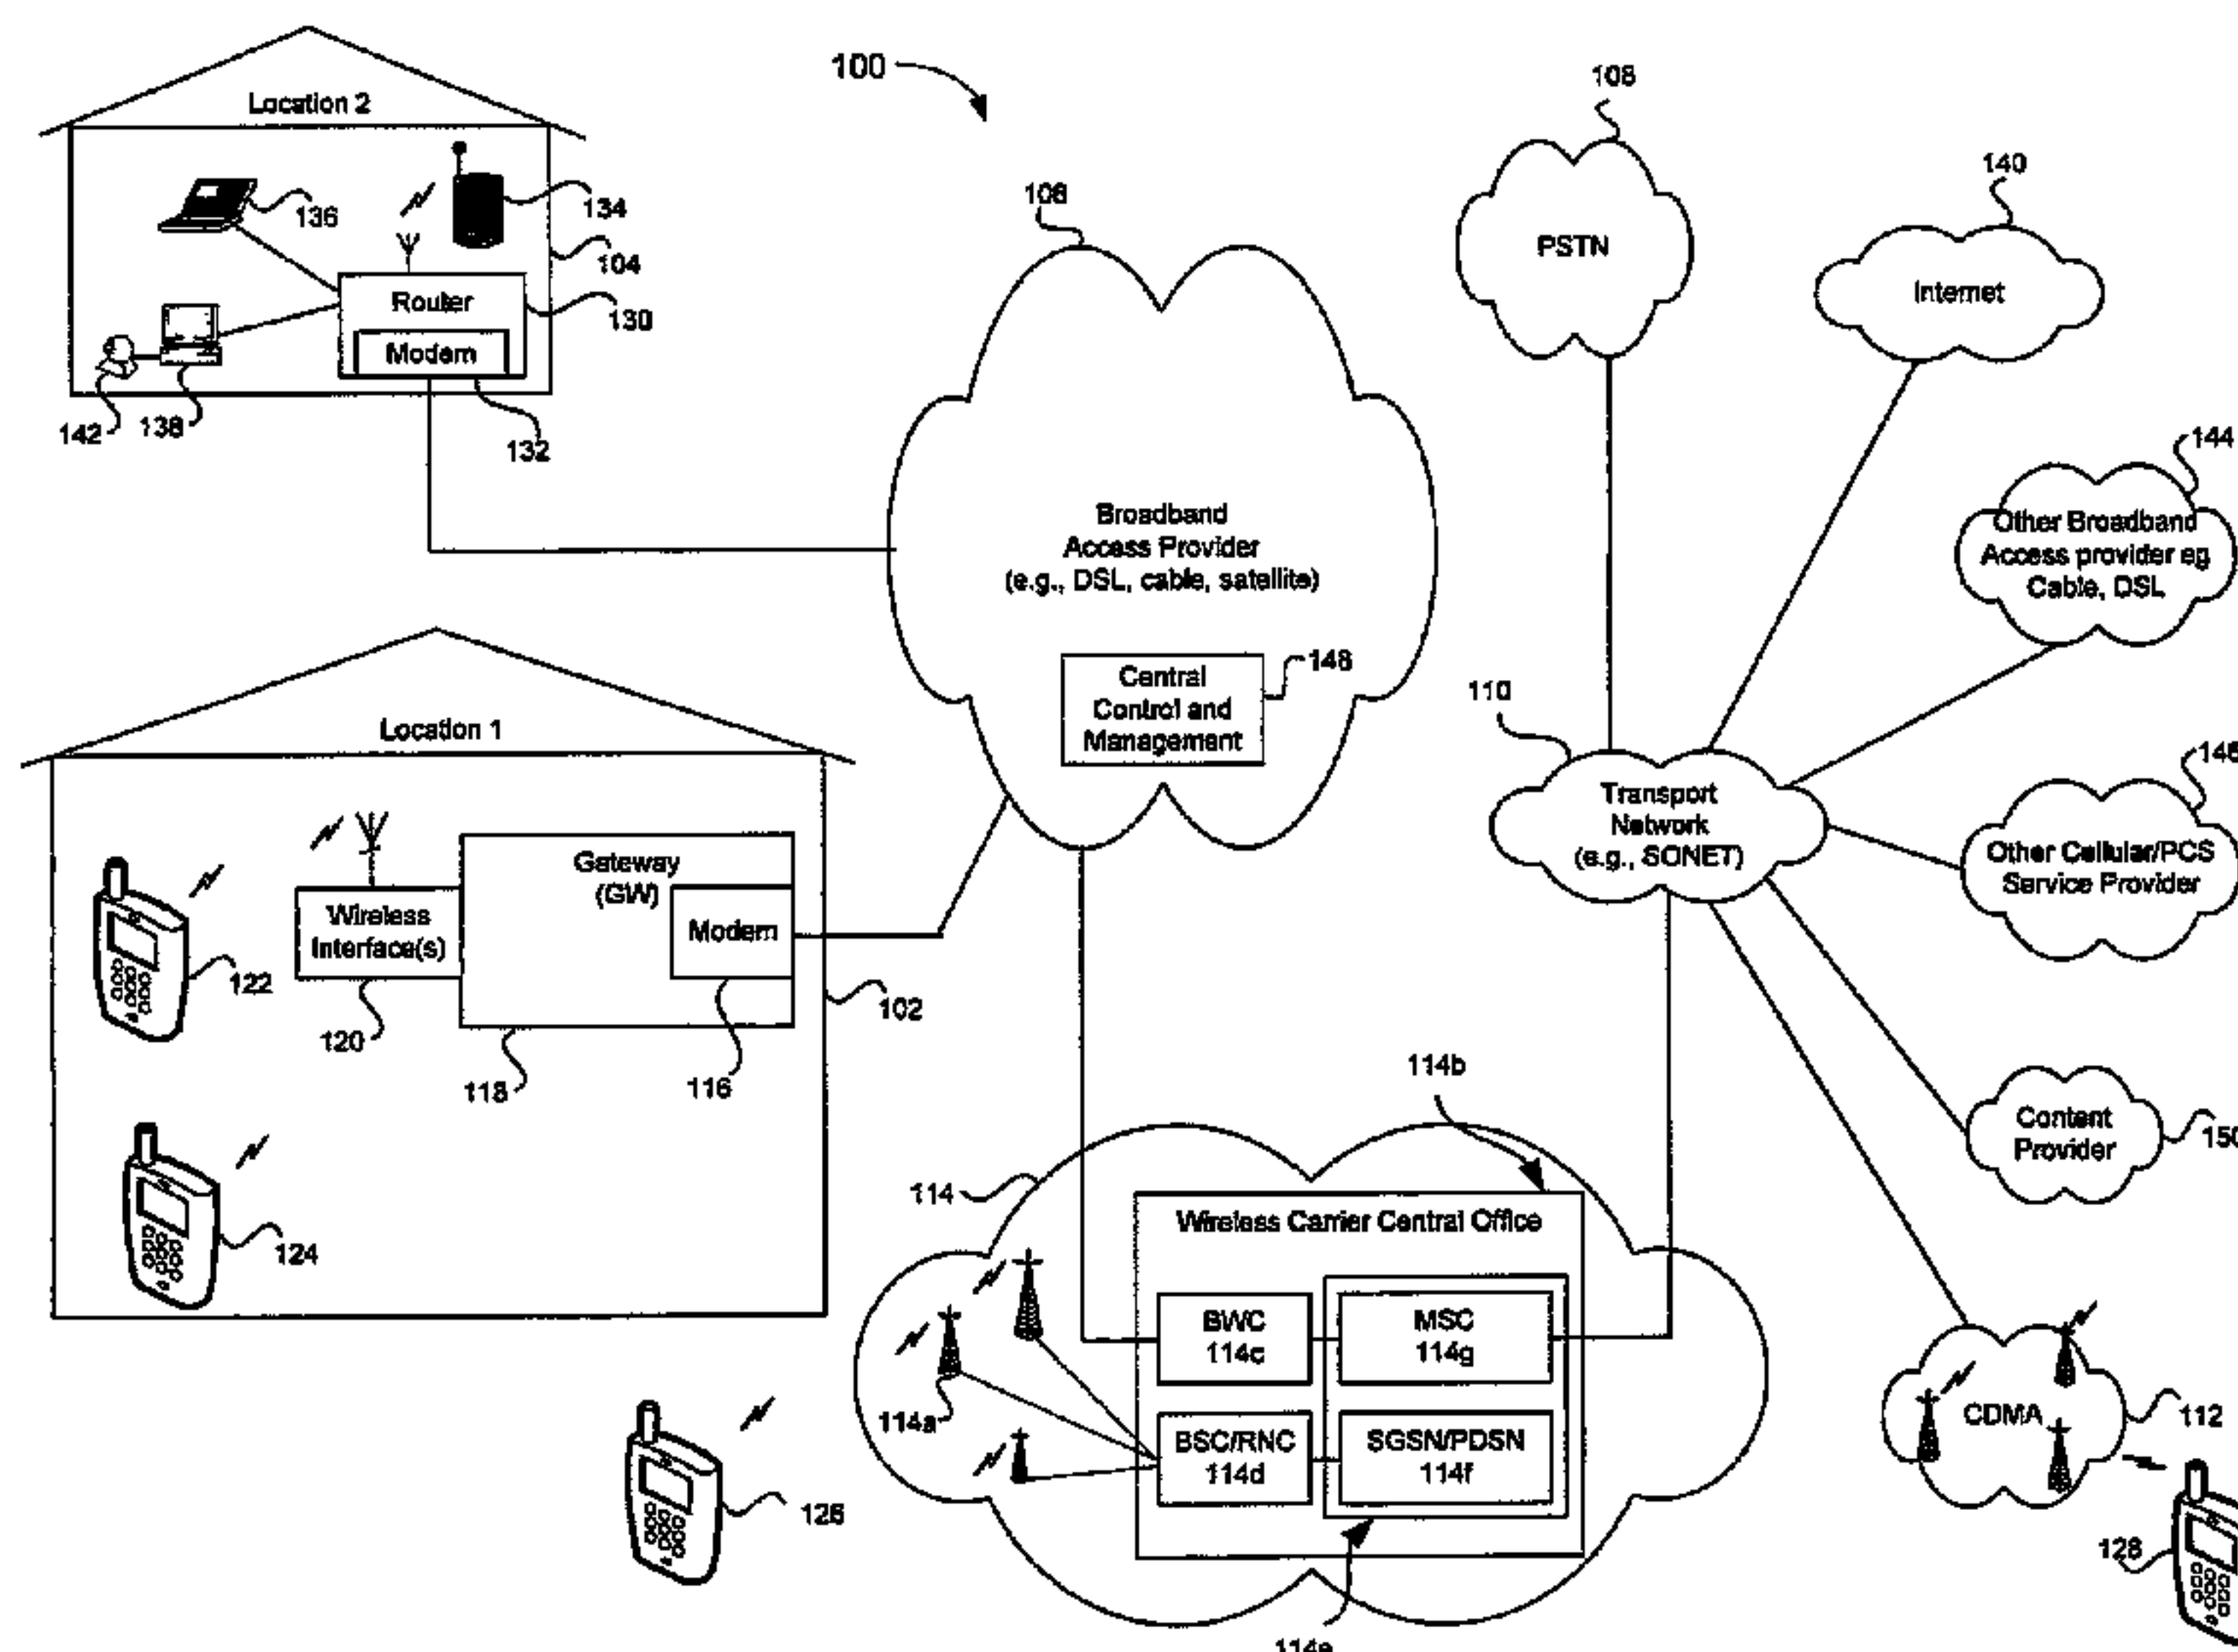 100
Location 2
136
134
104
Router
130
Modem
142
138
132
106
Broadband
Access Provider
(e.g., DSL, cable, satellite)
Central
Control and
Management
148
108
PSTN
140
Internet
144
Other Broadband
Access provider eg
Cable, DSL
110
Transport
Network
(e.g., SONET)
146
Other Cellular/PCS
Service Provider
Content
Provider
150
Location 1
Gateway
(GW)
Wireless
Interface(s)
Modem
122
120
118
116
102
124
126
114
114b
Wireless Carrier Central Office
BWC
114c
MSC
114g
114a
BSC/RNC
114d
SGSN/PDSN
114f
114e
CDMA
112
128